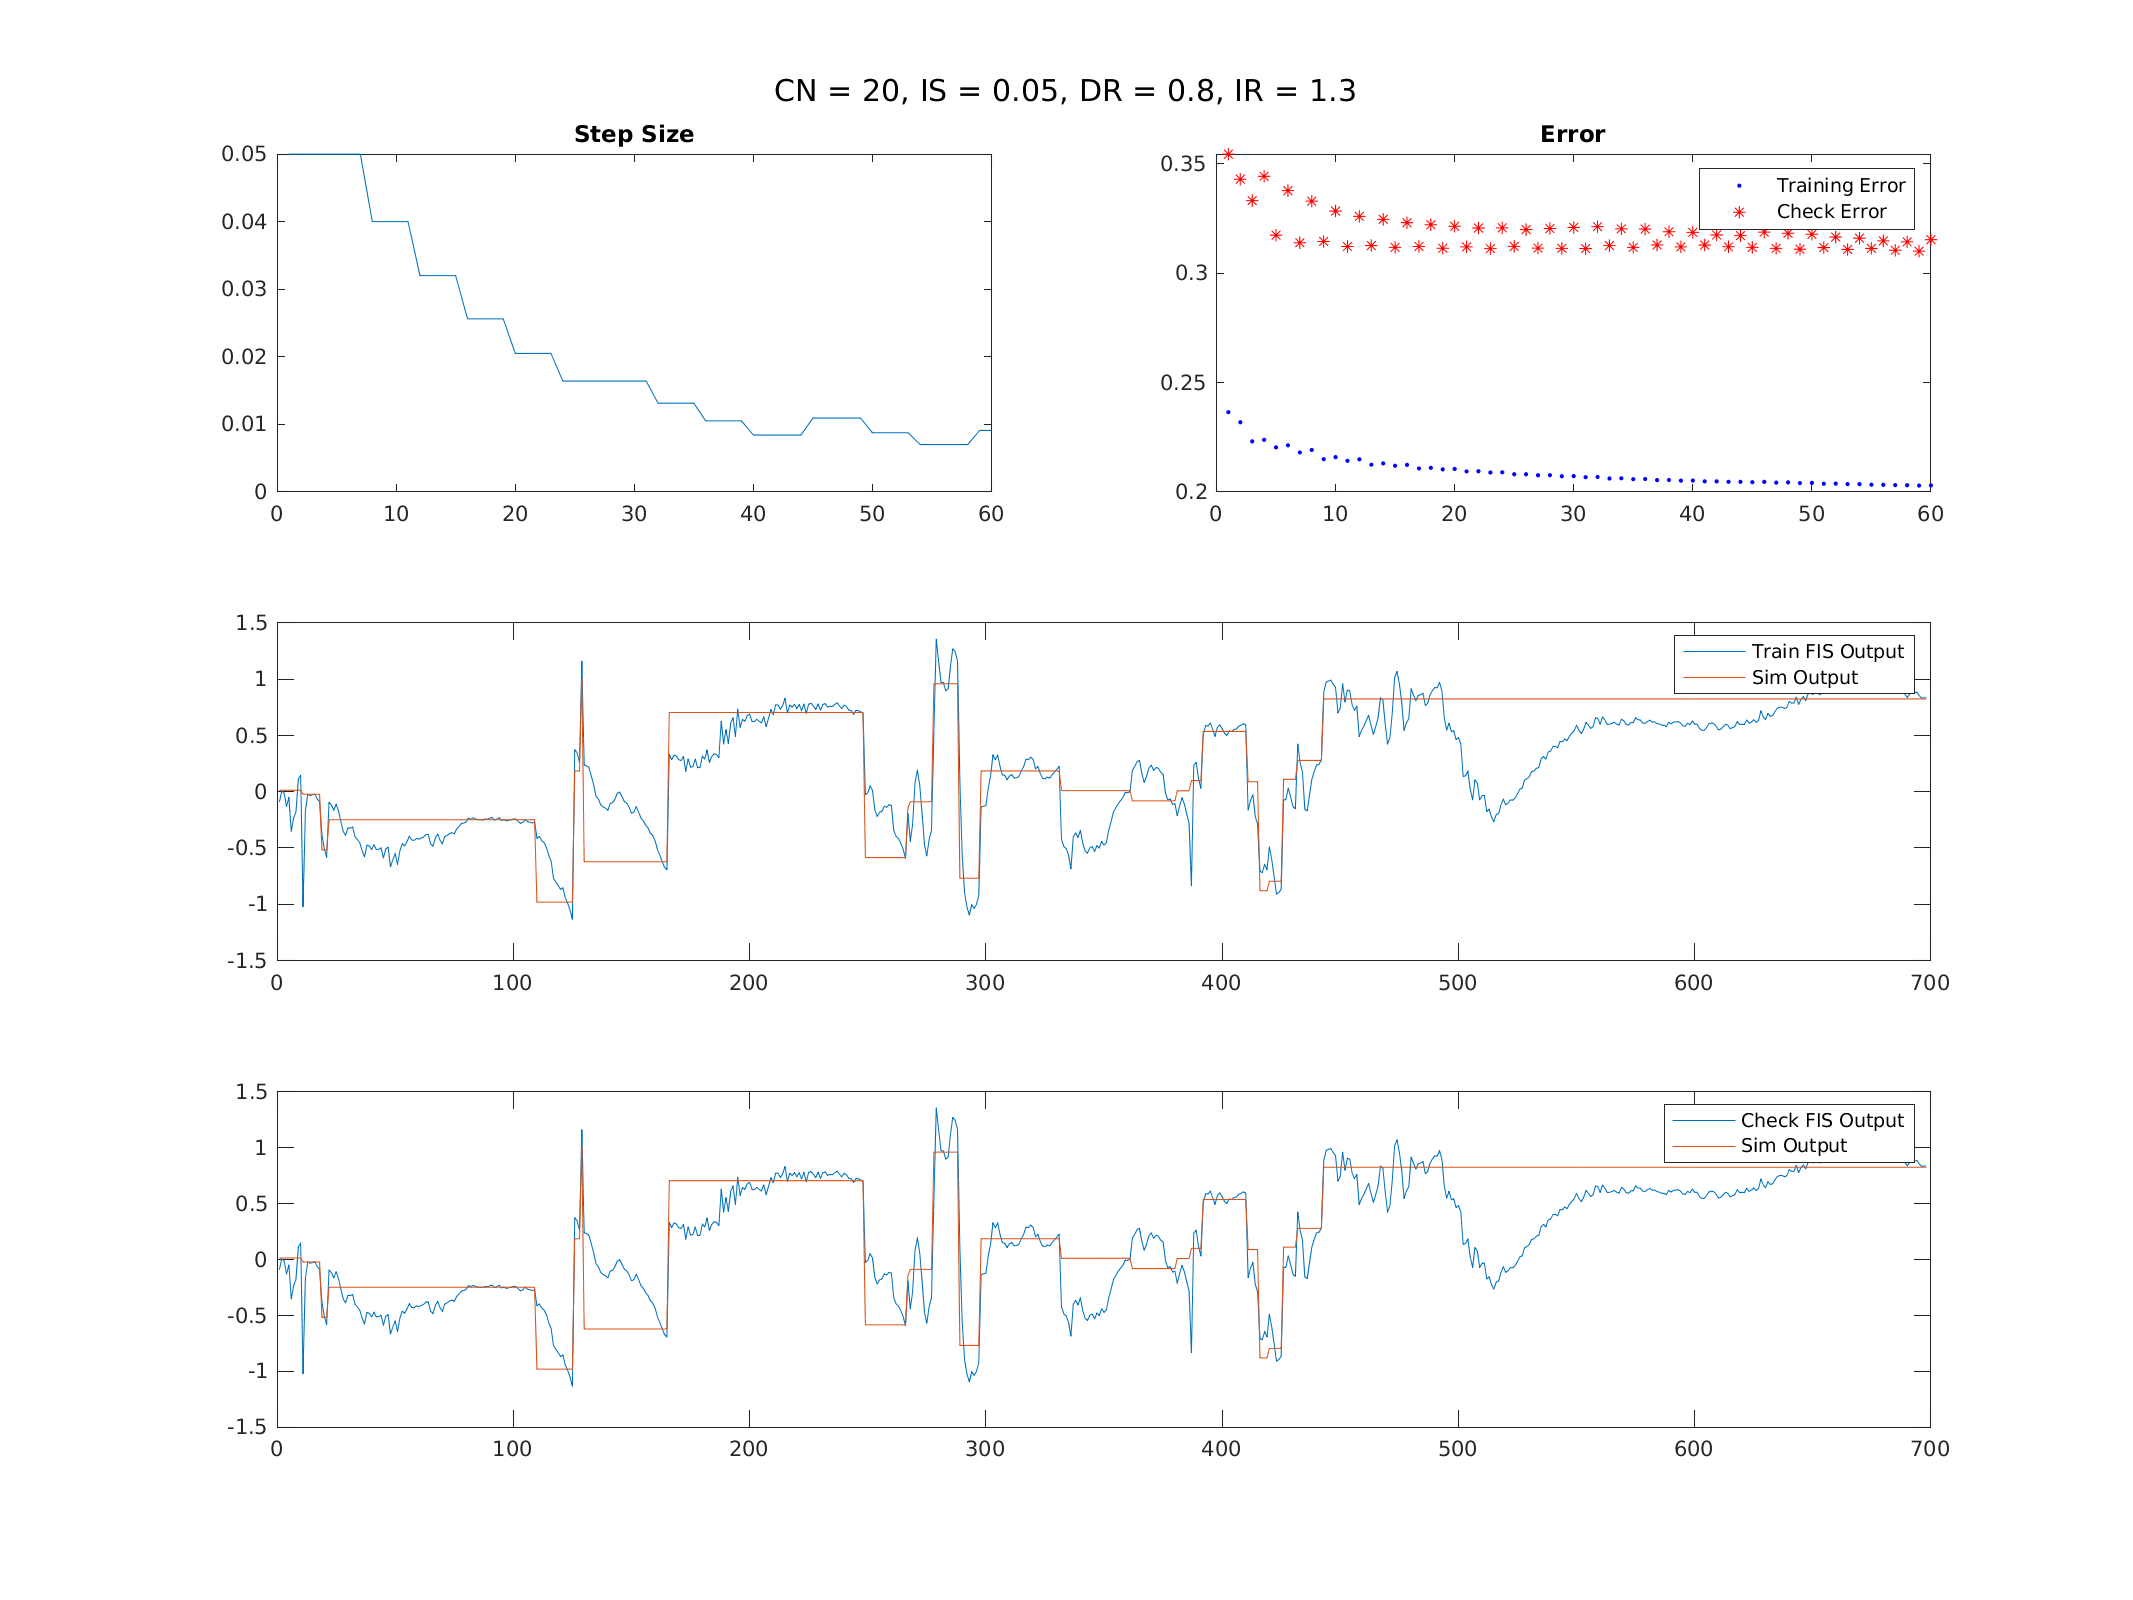 CN = 20, IS = 0.05, DR = 0.8, IR = 1.3
Step Size
0.05
0.04
0.03
0.02
0.01
0
0 10 20 30 40 50 60
Error
0.35
0.3
0.25
0.2
0 10 20 30 40 50 60
Training Error
Check Error
1.5
1
0.5
0
-0.5
-1
-1.5
0 100 200 300 400 500 600 700
Train FIS Output
Sim Output
1.5
1
0.5
0
-0.5
-1
-1.5
0 100 200 300 400 500 600 700
Check FIS Output
Sim Output